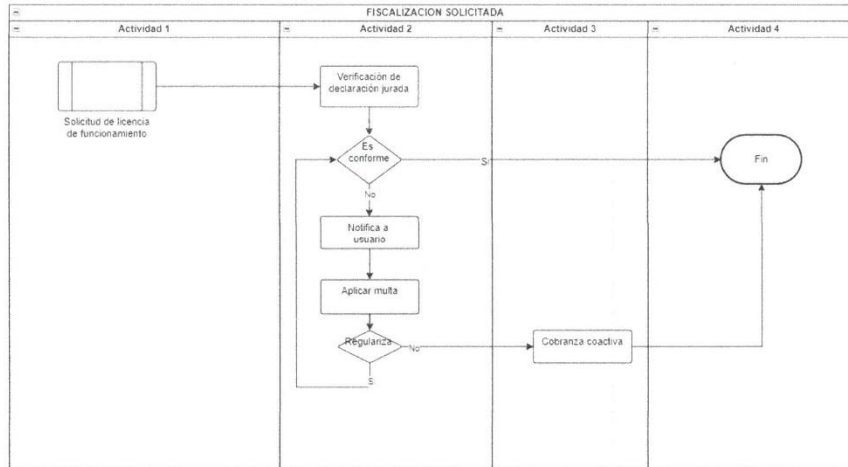 FISCALIZACION SOLICITADA
Actividad 1
Actividad 2
Actividad 3
Actividad 4
Solicitud de licencia
de funcionamiento
Verificación de
declaración jurada
Es
conforme
Si
Fin
No
Notifica a
usuario
Aplicar multa
Regulariza
No
Cobranza coactiva
S